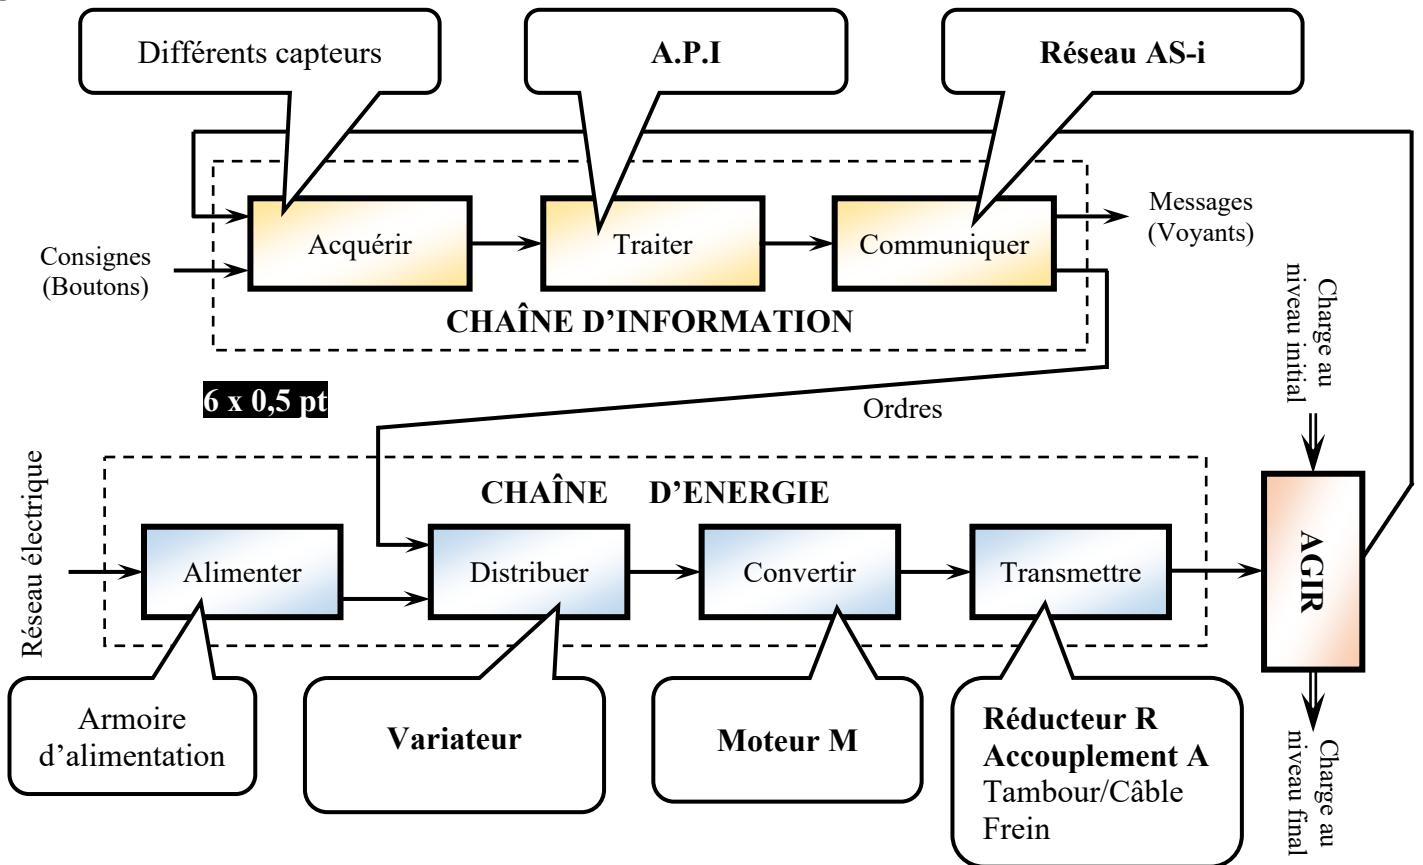 Différents capteurs
A.P.I
Réseau AS-i
Acquérir
Traiter
Communiquer
Messages
(Voyants)
Consignes
(Boutons)
CHAÎNE D’INFORMATION
Charge au
niveau initial
6 x 0,5 pt
Ordres
Réseau électrique
CHAÎNE D’ENERGIE
Alimenter
Distribuer
Convertir
Transmettre
AGIR
Armoire
d’alimentation
Variateur
Moteur M
Réducteur R
Accouplement A
Tambour/Câble
Frein
Charge au
niveau final